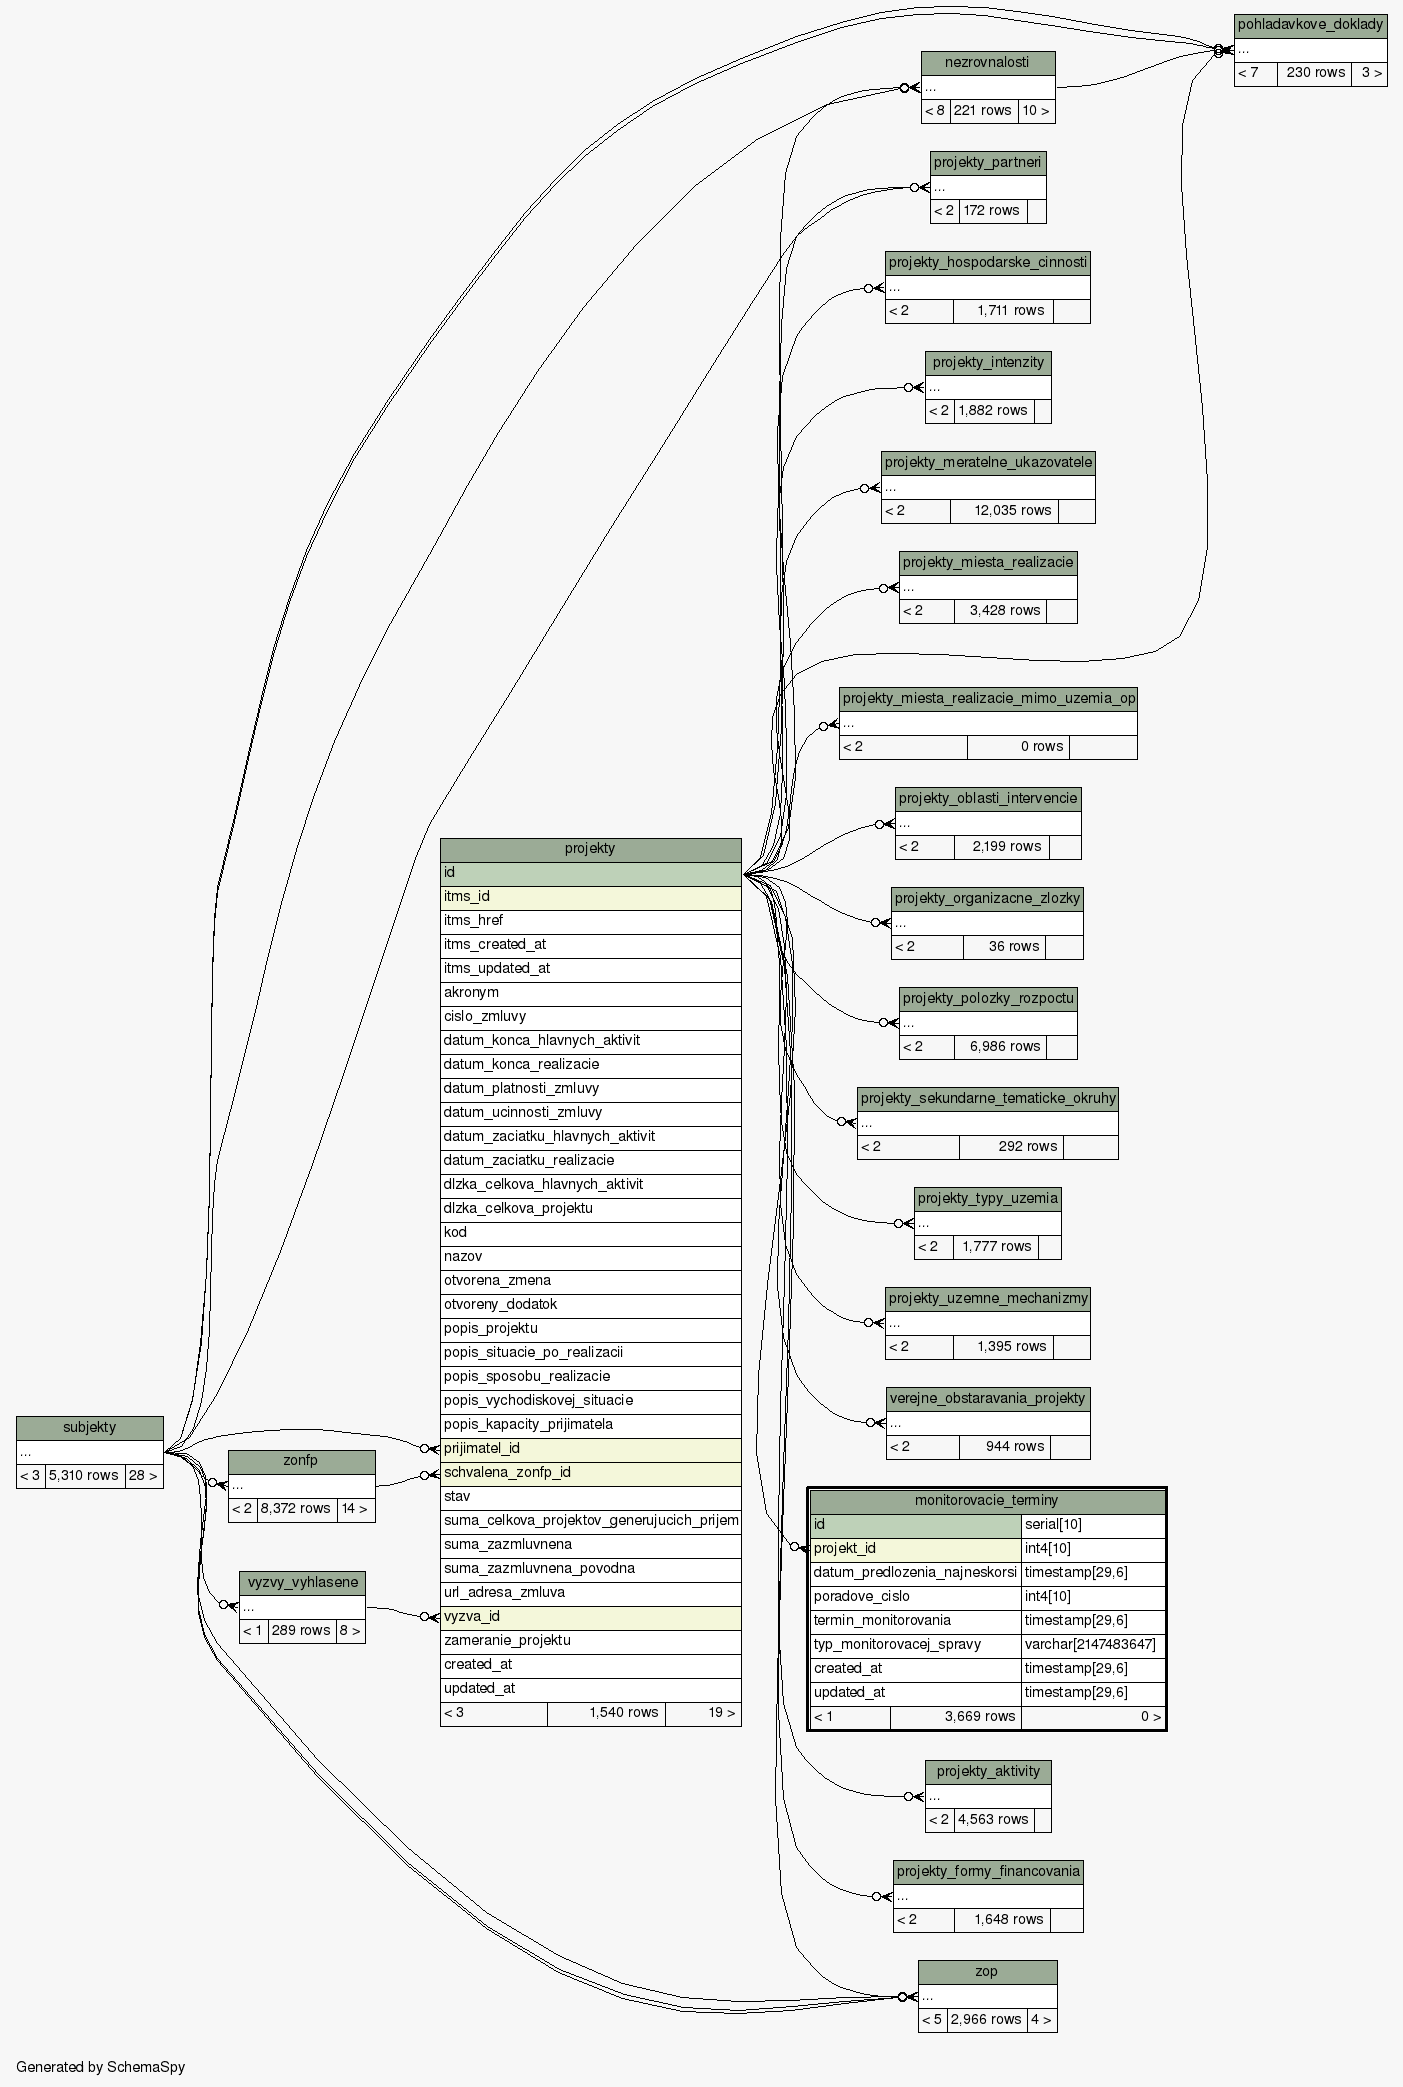 pohladavkove_doklady
...
< 7 230 rows 3 >
nezrovnalosti
...
< 8 221 rows 10 >
projekty_partneri
...
< 2 172 rows
projekty_hospodarske_cinnosti
...
< 2 1,711 rows
projekty_intenzity
...
< 2 1,882 rows
projekty_meratelne_ukazovatele
...
< 2 12,035 rows
projekty_miesta_realizacie
...
< 2 3,428 rows
projekty_miesta_realizacie_mimo_uzemia_op
...
< 2 0 rows
projekty_oblasti_intervencie
...
< 2 2,199 rows
projekty_organizacne_zlozky
...
< 2 36 rows
projekty_polozky_rozpoctu
...
< 2 6,986 rows
projekty_sekundarne_tematicke_okruhy
...
< 2 292 rows
projekty_typy_uzemia
...
< 2 1,777 rows
projekty_uzemne_mechanizmy
...
< 2 1,395 rows
verejne_obstaravania_projekty
...
< 2 944 rows
projekty
id
itms_id
itms_href
itms_created_at
itms_updated_at
akronym
cislo_zmluvy
datum_konca_hlavnych_aktivit
datum_konca_realizacie
datum_platnosti_zmluvy
datum_ucinnosti_zmluvy
datum_zaciatku_hlavnych_aktivit
datum_zaciatku_realizacie
dlzka_celkova_hlavnych_aktivit
dlzka_celkova_projektu
kod
nazov
otvorena_zmena
otvoreny_dodatok
popis_projektu
popis_situacie_po_realizacii
popis_sposobu_realizacie
popis_vychodiskovej_situacie
popis_kapacity_prijimatela
prijimatel_id
schvalena_zonfp_id
stav
suma_celkova_projektov_generujucich_prijem
suma_zazmluvnena
suma_zazmluvnena_povodna
url_adresa_zmluva
vyzva_id
zameranie_projektu
created_at
updated_at
< 3 1,540 rows 19 >
subjekty
...
< 3 5,310 rows 28 >
zonfp
...
< 2 8,372 rows 14 >
vyzvy_vyhlasene
...
< 1 289 rows 8 >
monitorovacie_terminy
id serial[10]
projekt_id int4[10]
datum_predlozenia_najneskorsi timestamp[29,6]
poradove_cislo int4[10]
termin_monitorovania timestamp[29,6]
typ_monitorovacej_spravy varchar[2147483647]
created_at timestamp[29,6]
updated_at timestamp[29,6]
< 1 3,669 rows 0 >
projekty_aktivity
...
< 2 4,563 rows
projekty_formy_financovania
...
< 2 1,648 rows
zop
...
< 5 2,966 rows 4 >
Generated by SchemaSpy